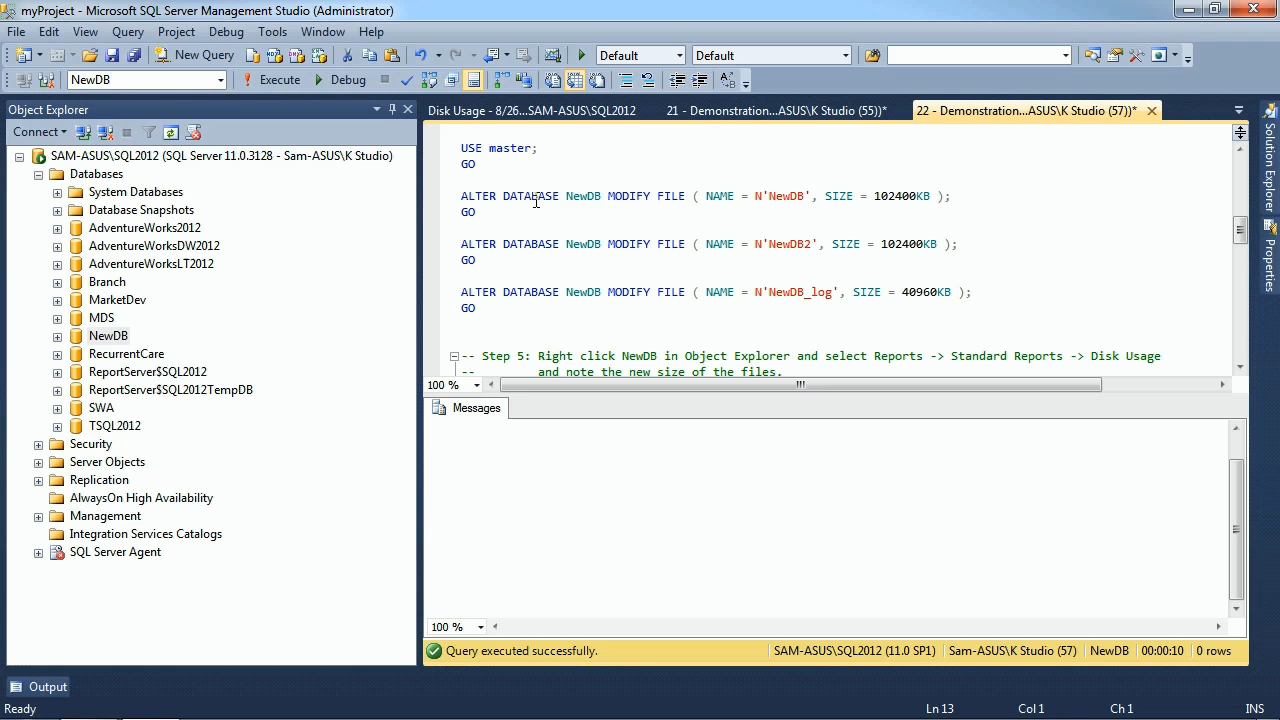 myProject - Microsoft SQL Server Management Studio (Administrator)
File Edit View Query Project Debug Tools Window Help
New Query Default Default
NewDB Execute Debug
Object Explorer
Connect
SAM-ASUS\SQL2012 (SQL Server 11.0.3128 - Sam-ASUS\K Studio)
Databases
System Databases
Database Snapshots
AdventureWorks2012
AdventureWorksDW2012
AdventureWorksLT2012
Branch
MarketDev
MDS
NewDB
RecurrentCare
ReportServer$SQL2012
ReportServer$SQL2012TempDB
SWA
TSQL2012
Security
Server Objects
Replication
AlwaysOn High Availability
Management
Integration Services Catalogs
SQL Server Agent
Disk Usage - 8/26...SAM-ASUS\SQL2012 21 - Demonstration...ASUS\K Studio (55))* 22 - Demonstration...ASUS\K Studio (57))*
USE master;
GO
ALTER DATABASE NewDB MODIFY FILE ( NAME = N'NewDB', SIZE = 102400KB );
GO
ALTER DATABASE NewDB MODIFY FILE ( NAME = N'NewDB2', SIZE = 102400KB );
GO
ALTER DATABASE NewDB MODIFY FILE ( NAME = N'NewDB_log', SIZE = 40960KB );
GO
-- Step 5: Right click NewDB in Object Explorer and select Reports -> Standard Reports -> Disk Usage
-- and note the new size of the files.
100 %
Messages
100 %
Query executed successfully. SAM-ASUS\SQL2012 (11.0 SP1) Sam-ASUS\K Studio (57) NewDB 00:00:10 0 rows
Solution Explorer
Properties
Output
Ready Ln 13 Col 1 Ch 1 INS